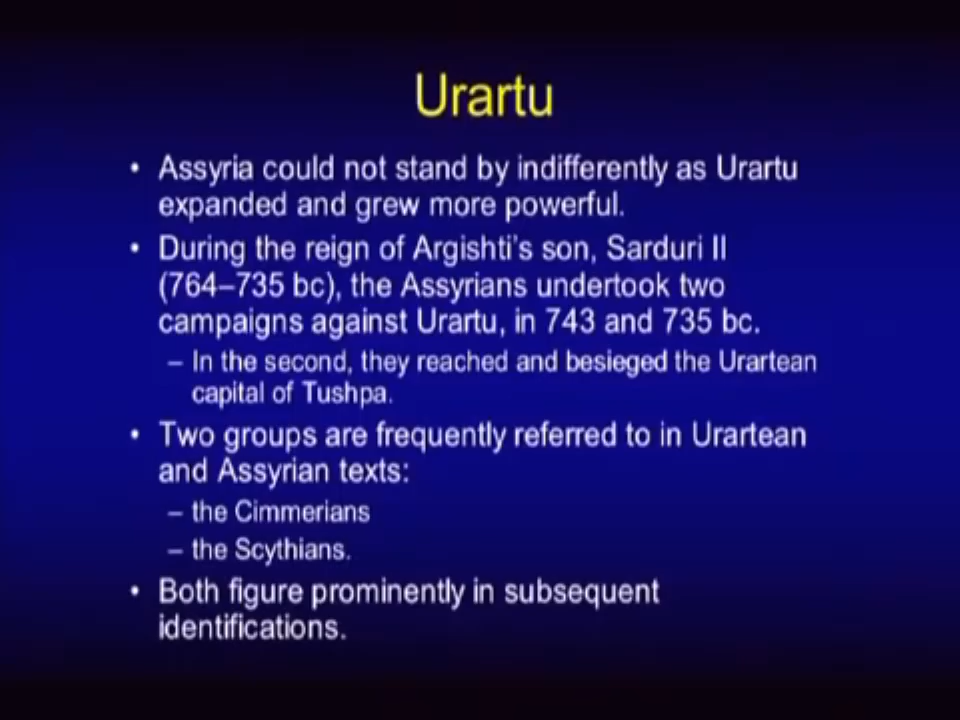 Urartu
• Assyria could not stand by indifferently as Urartu
expanded and grew more powerful.
• During the reign of Argishti's son, Sarduri II
(764–735 bc), the Assyrians undertook two
campaigns against Urartu, in 743 and 735 bc.
– In the second, they reached and besieged the Urartean
capital of Tushpa.
• Two groups are frequently referred to in Urartean
and Assyrian texts:
– the Cimmerians
– the Scythians.
• Both figure prominently in subsequent
identifications.